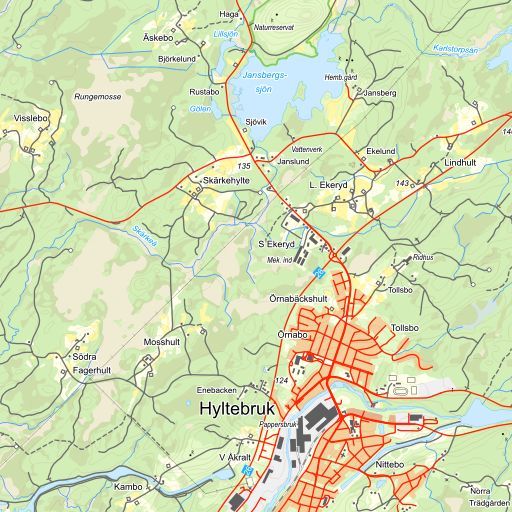 Haga
Naturreservat
Lillsjön
Åskebo
Björkelund
Karlstorpsån
Jansbergs-
sjön
Hemb.gård
Rustabo
Jansberg
Rungemosse
Gölen
Sjövik
Visslebo
Vattenverk
Ekelund
135
Janslund
Lindhult
Skärkehylte
L. Ekeryd
143
Skärkeå
S Ekeryd
Mek. ind
Ridhus
Tollsbo
Örnabäckshult
Tollsbo
Örnabo
Mosshult
Södra
Fagerhult
124
Enebacken
Hyltebruk
Pappersbruk
V Åkralt
Nittebo
Kambo
Norra
Trädgården